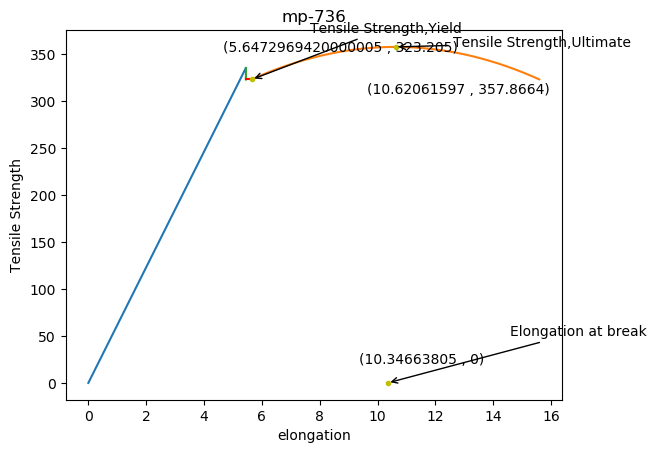 mp-736
Tensile Strength,Yield
(5.6472969420000005 , 323.205)
Tensile Strength,Ultimate
(10.62061597 , 357.8664)
Elongation at break
(10.34663805 , 0)
350
300
250
200
150
100
50
0
Tensile Strength
0 2 4 6 8 10 12 14 16
elongation